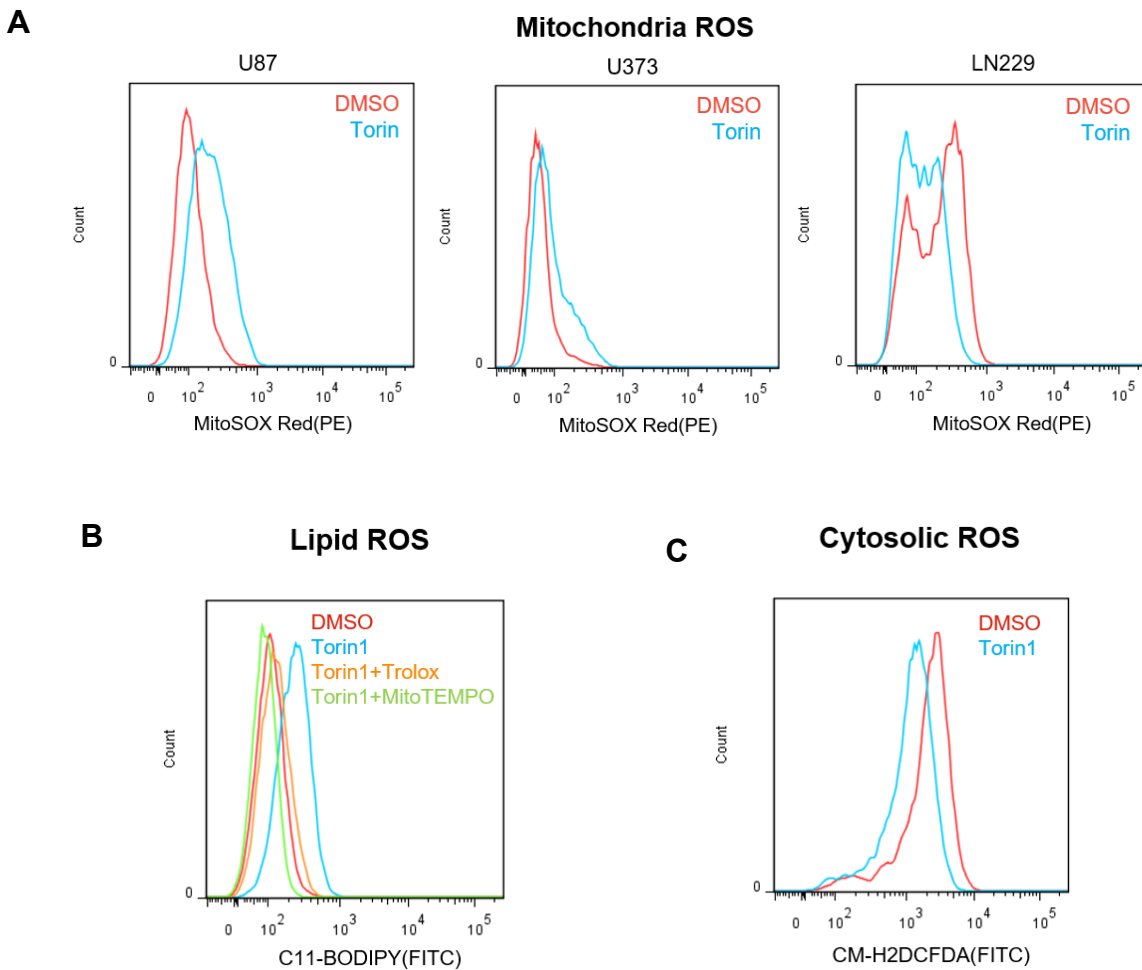 A
Mitochondria ROS
U87
DMSO
Torin
Count
0
0 10² 10³ 10⁴ 10⁵
MitoSOX Red(PE)
U373
DMSO
Torin
Count
0
0 10² 10³ 10⁴ 10⁵
MitoSOX Red(PE)
LN229
DMSO
Torin
Count
0
0 10² 10³ 10⁴ 10⁵
MitoSOX Red(PE)
B
Lipid ROS
DMSO
Torin1
Torin1+Trolox
Torin1+MitoTEMPO
Count
0
0 10² 10³ 10⁴ 10⁵
C11-BODIPY(FITC)
C
Cytosolic ROS
DMSO
Torin1
Count
0
0 10² 10³ 10⁴ 10⁵
CM-H2DCFDA(FITC)